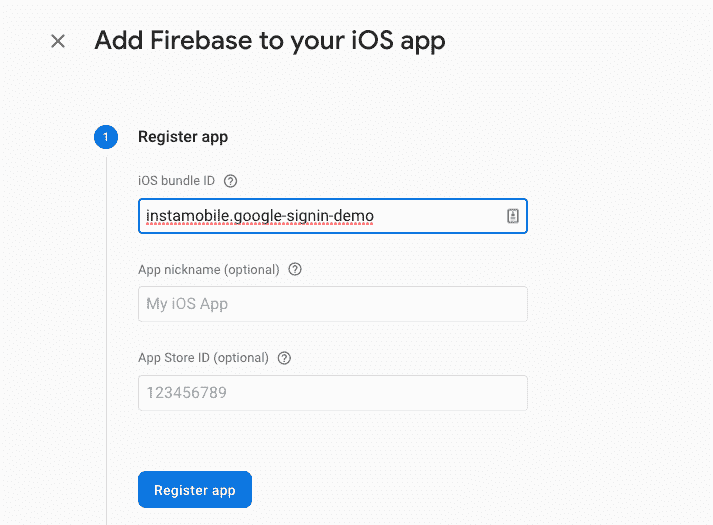 Add Firebase to your iOS app
1 Register app
iOS bundle ID
instamobile.google-signin-demo
App nickname (optional)
My iOS App
App Store ID (optional)
123456789
Register app